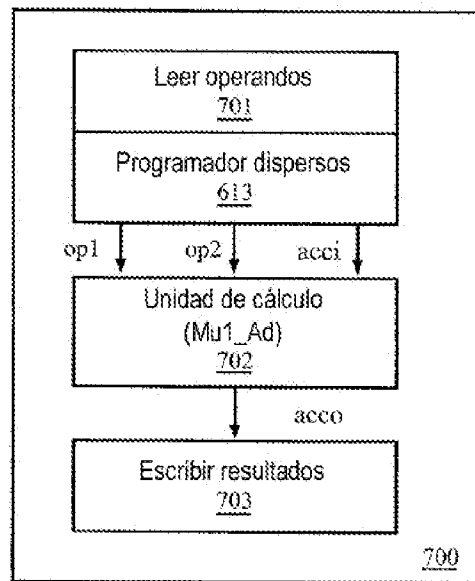 Leer operandos
701
Programador dispersos
613
op1 op2 acci
Unidad de cálculo
(Mu1_Ad)
702
acco
Escribir resultados
703
700